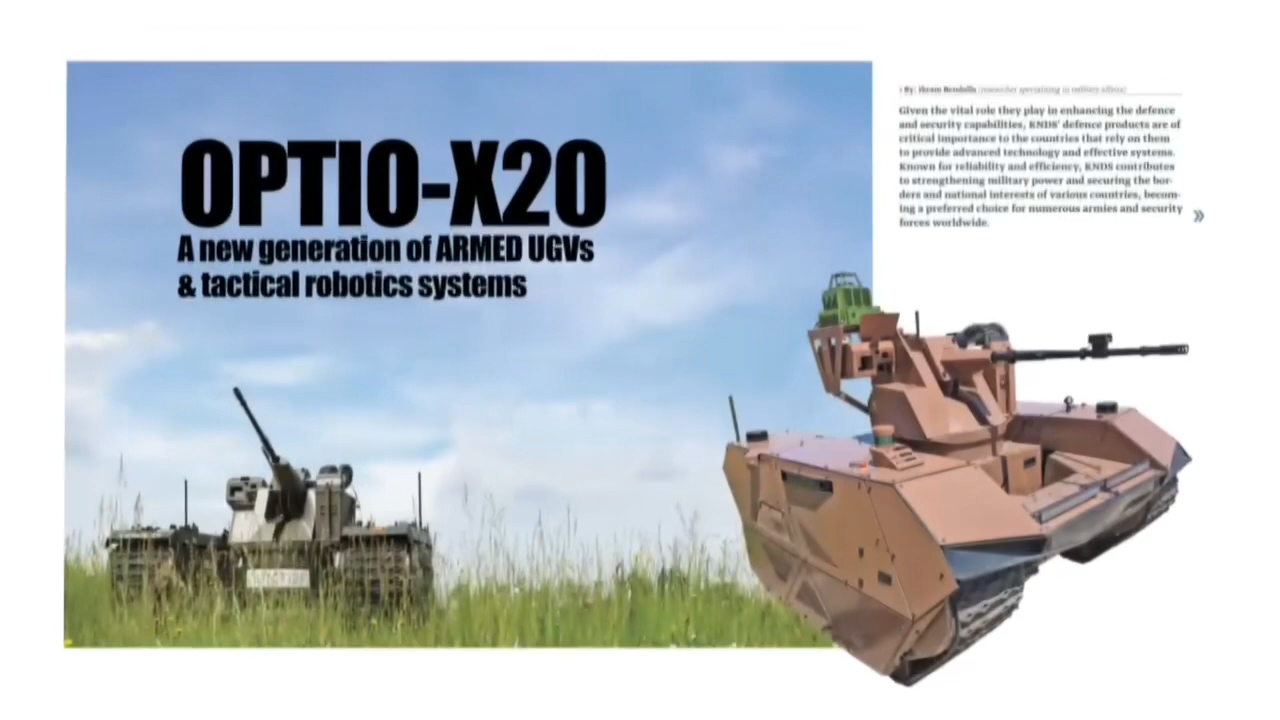 OPTIO-X20
A new generation of ARMED UGVs
& tactical robotics systems
By:
Given the vital role they play in enhancing the defence
and security capabilities, KNDS' defence products are of
critical importance to the countries that rely on them
to provide advanced technology and effective systems.
Known for reliability and efficiency, KNDS contributes
to strengthening military power and securing the bor-
ders and national interests of various countries, becom-
ing a preferred choice for numerous armies and security
forces worldwide.
»